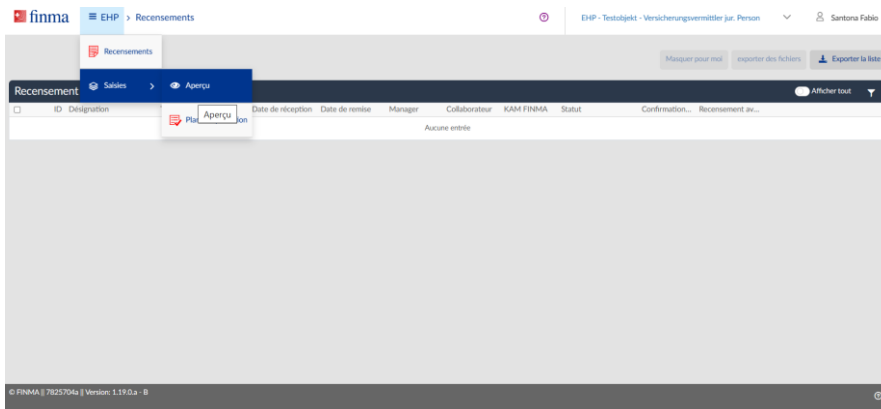 finma EHP > Recensements EHP - Testobjekt - Versicherungsvermittler jur. Person Santona Fabio
Recensements
Masquer pour moi exporter des fichiers Exporter la liste
Recensement Saisies > Aperçu Afficher tout
ID Désignation Date de réception Date de remise Manager Collaborateur KAM FINMA Statut Confirmation... Recensement av...
Aperçu
Aucune entrée
© FINMA || 7825704a || Version: 1.19.0.a - B